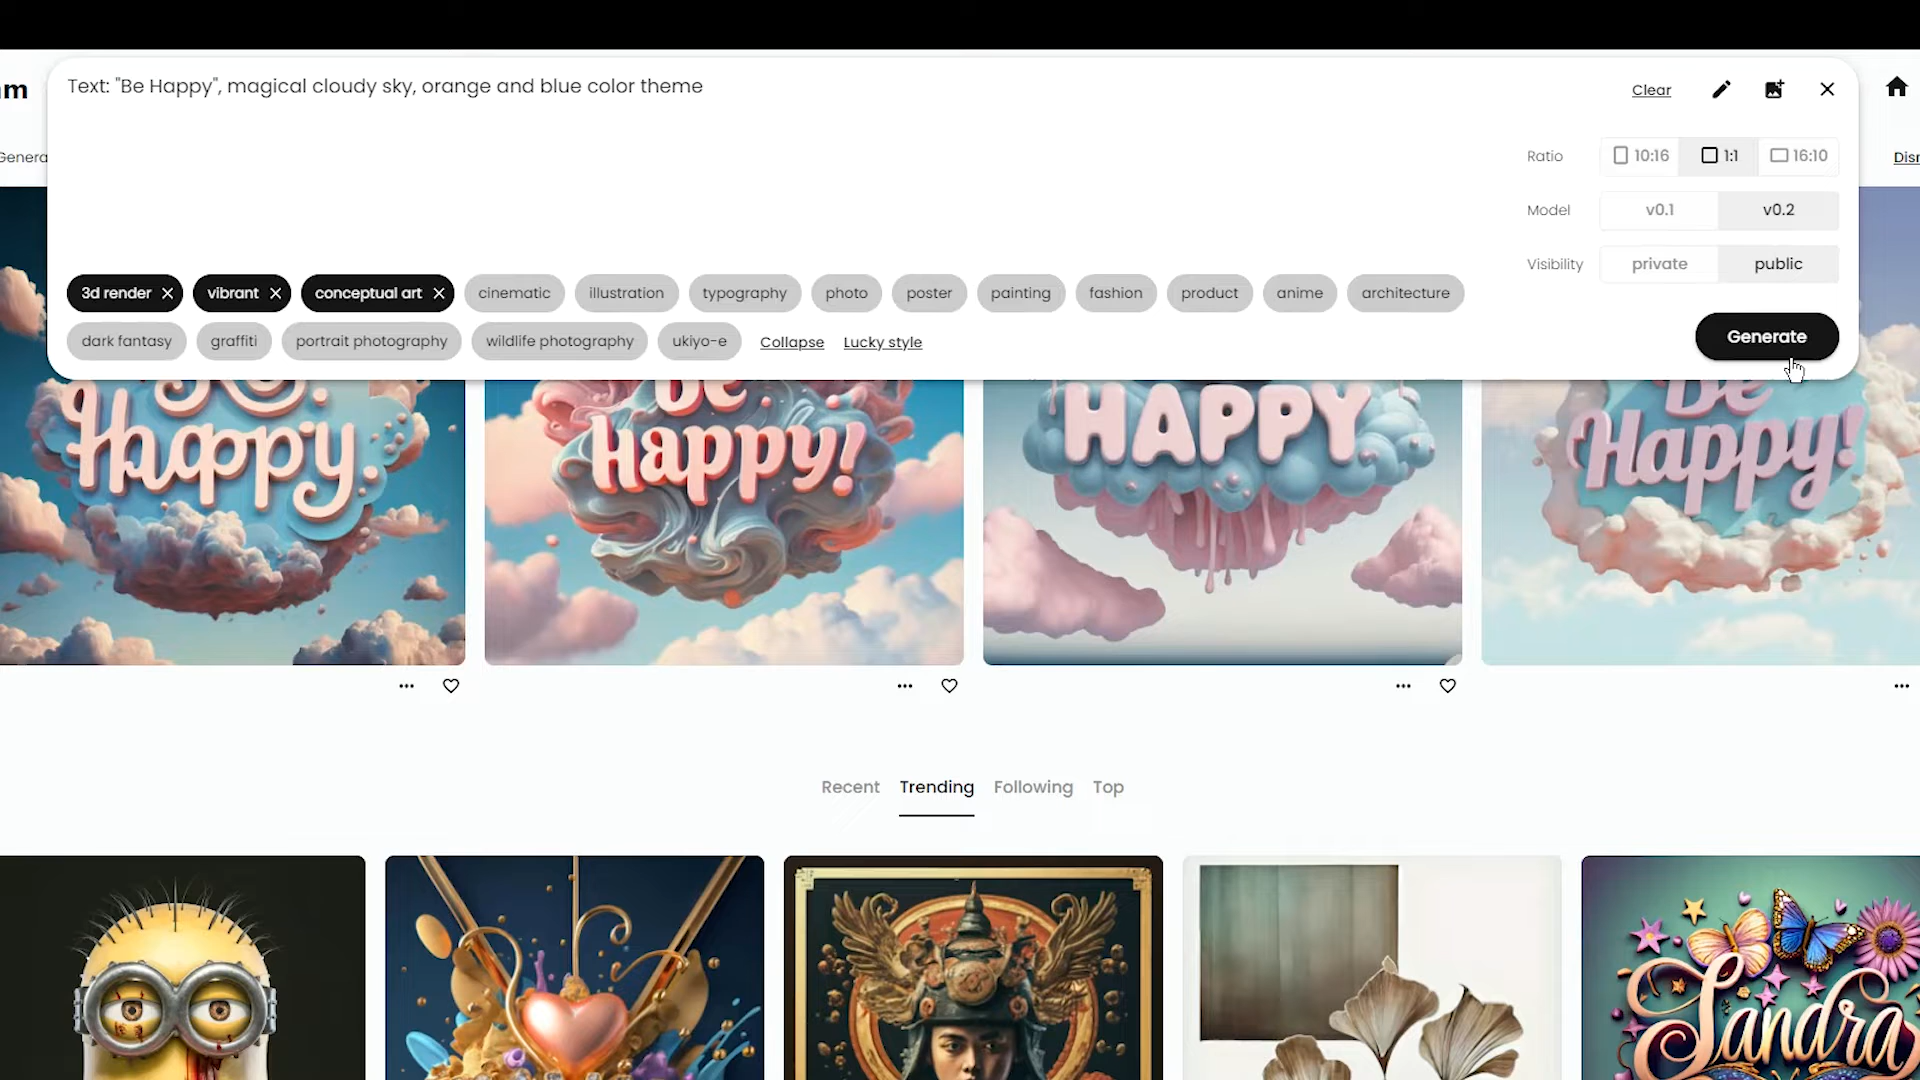 Text: "Be Happy", magical cloudy sky, orange and blue color theme
Clear
am
Genera
Ratio 10:16 1:1 16:10
Disr
Model v0.1 v0.2
Visibility private public
3d render vibrant conceptual art cinematic illustration typography photo poster painting fashion product anime architecture
dark fantasy graffiti portrait photography wildlife photography ukiyo-e Collapse Lucky style
Generate
Be
happy!
HAPPY
Be
Happy!
Recent Trending Following Top
Sandra